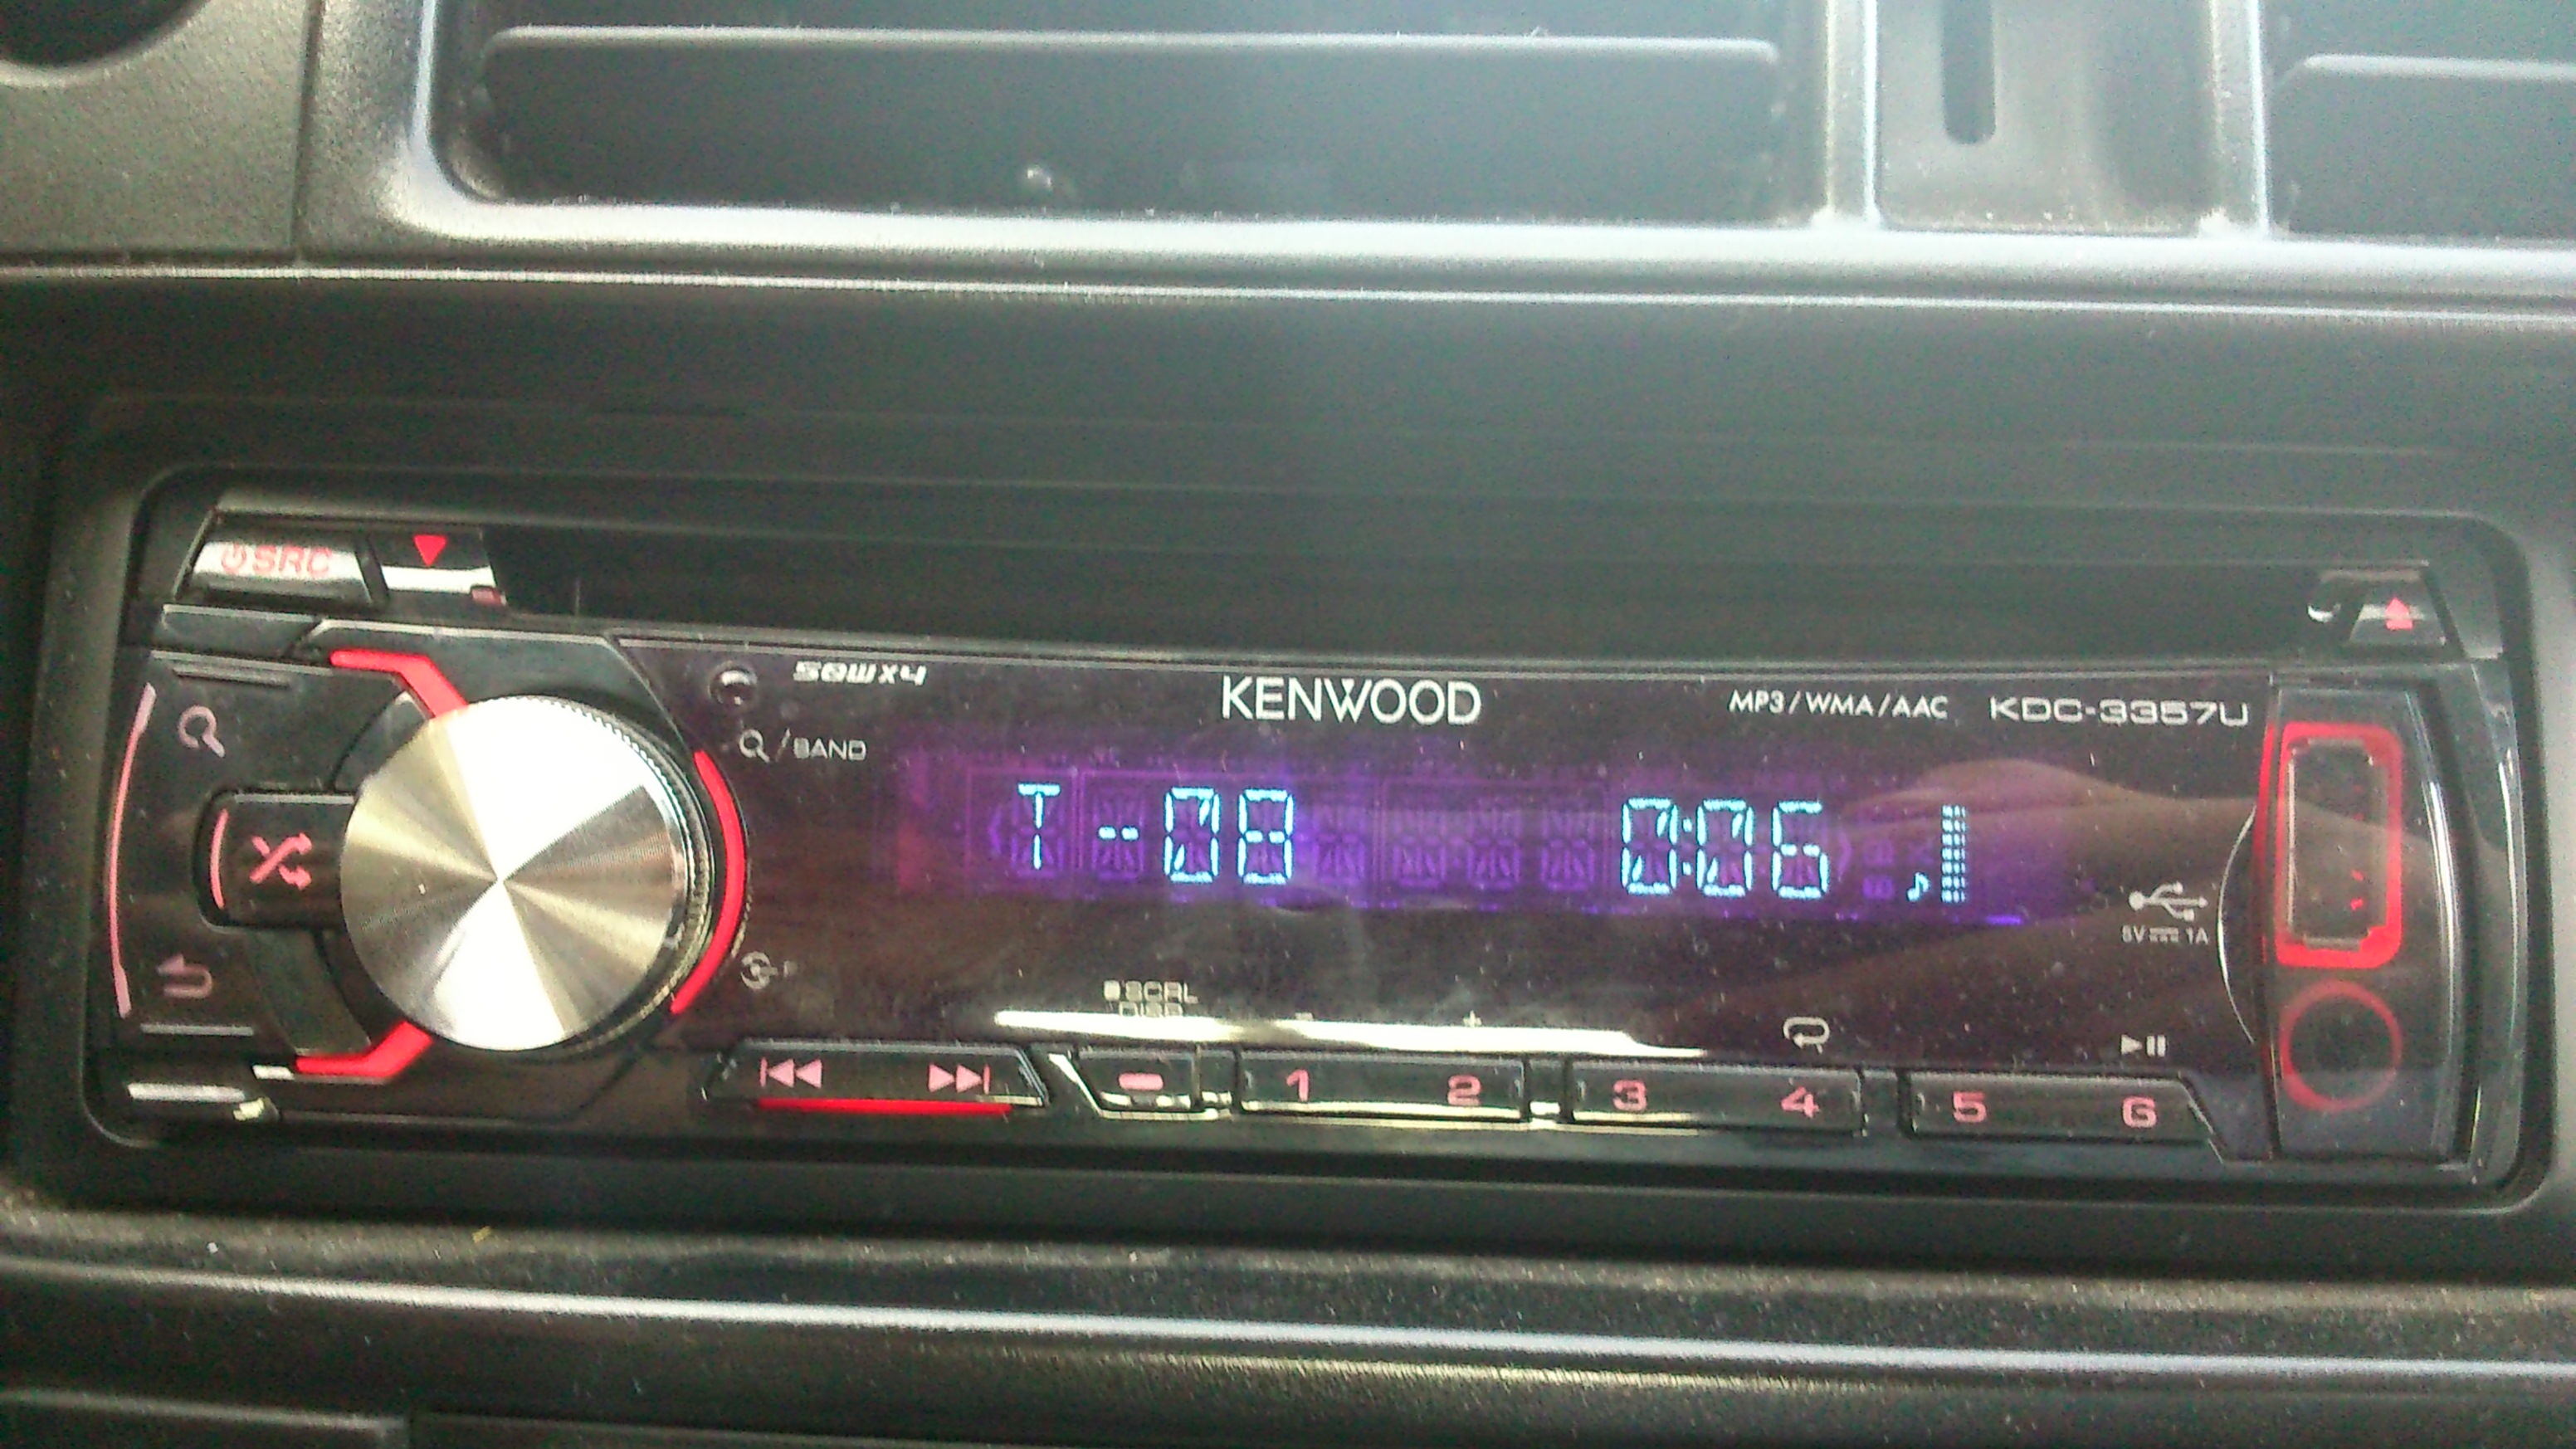 SRC
50W X4
KENWOOD
MP3/WMA/AAC
KDC-3357U
/BAND
T-08 0:06
5V 1A
F
SCRL
DISP
- +
1 2 3 4 5 6